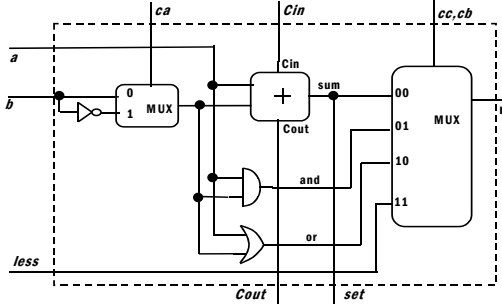 ca
Cin
cc,cb
a
Cin
sum
b
0
MUX
1
00
Cout
01
MUX
10
and
11
or
less
Cout
set